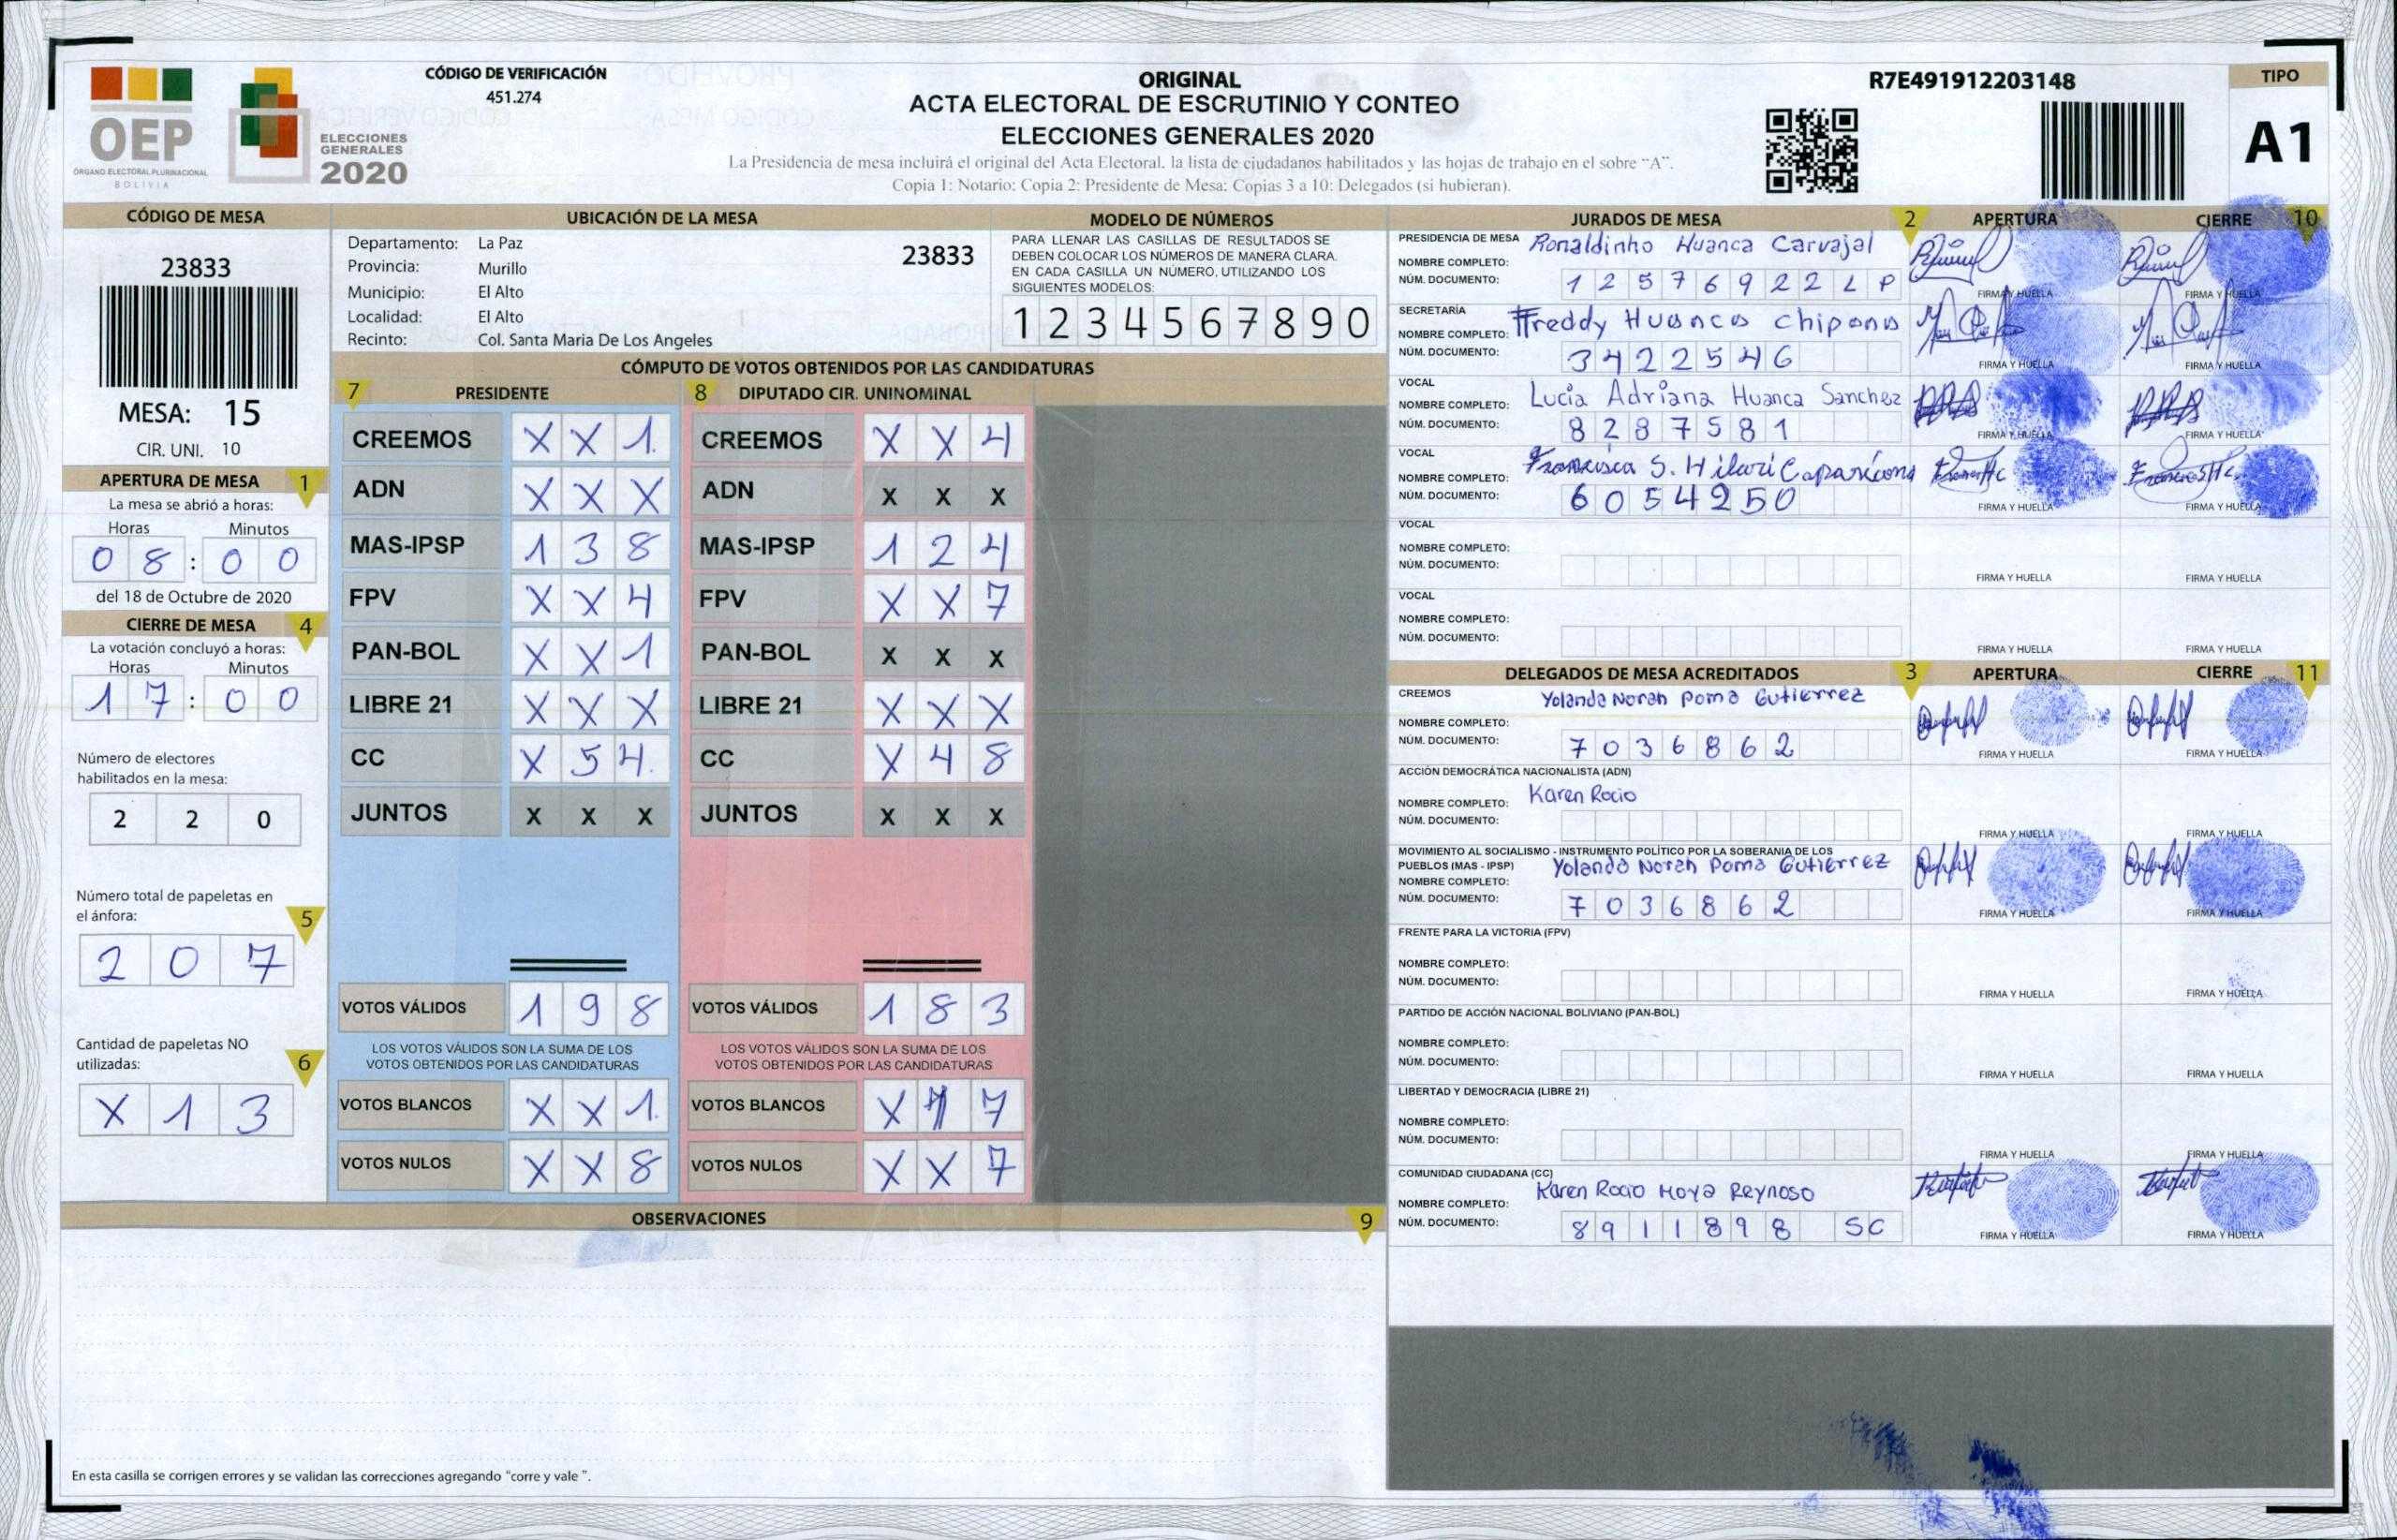 CÓDIGO DE VERIFICACIÓN
451.274
OEP
ÓRGANO ELECTORAL PLURINACIONAL
BOLIVIA
ELECCIONES
GENERALES
2020
ORIGINAL
ACTA ELECTORAL DE ESCRUTINIO Y CONTEO
ELECCIONES GENERALES 2020
La Presidencia de mesa incluirá el original del Acta Electoral. la lista de ciudadanos habilitados y las hojas de trabajo en el sobre “A”.
Copia 1: Notario: Copia 2: Presidente de Mesa: Copias 3 a 10: Delegados (si hubieran).
R7E491912203148
TIPO
A1
CÓDIGO DE MESA
23833
MESA: 15
CIR. UNI. 10
APERTURA DE MESA 1
La mesa se abrió a horas:
Horas Minutos
0 8 : 0 0
del 18 de Octubre de 2020
CIERRE DE MESA 4
La votación concluyó a horas:
Horas Minutos
1 7 : 0 0
Número de electores
habilitados en la mesa:
2 2 0
Número total de papeletas en
el ánfora: 5
2 0 7
Cantidad de papeletas NO
utilizadas: 6
X 1 3
UBICACIÓN DE LA MESA
Departamento: La Paz
23833
Provincia: Murillo
Municipio: El Alto
Localidad: El Alto
Recinto: Col. Santa Maria De Los Angeles
MODELO DE NÚMEROS
PARA LLENAR LAS CASILLAS DE RESULTADOS SE
DEBEN COLOCAR LOS NÚMEROS DE MANERA CLARA.
EN CADA CASILLA UN NÚMERO, UTILIZANDO LOS
SIGUIENTES MODELOS:
1 2 3 4 5 6 7 8 9 0
CÓMPUTO DE VOTOS OBTENIDOS POR LAS CANDIDATURAS
7 PRESIDENTE
CREEMOS X X 1.
ADN X X X
MAS-IPSP 1 3 8
FPV X X 4
PAN-BOL X X 1
LIBRE 21 X X X
CC X 5 4.
JUNTOS X X X
VOTOS VÁLIDOS 1 9 8
LOS VOTOS VÁLIDOS SON LA SUMA DE LOS
VOTOS OBTENIDOS POR LAS CANDIDATURAS
VOTOS BLANCOS X X 1.
VOTOS NULOS X X 8
8 DIPUTADO CIR. UNINOMINAL
CREEMOS X X 4
ADN X X X
MAS-IPSP 1 2 4
FPV X X 7
PAN-BOL X X X
LIBRE 21 X X X
CC X 4 8
JUNTOS X X X
VOTOS VÁLIDOS 1 8 3
LOS VOTOS VÁLIDOS SON LA SUMA DE LOS
VOTOS OBTENIDOS POR LAS CANDIDATURAS
VOTOS BLANCOS X 1 7
VOTOS NULOS X X 7
OBSERVACIONES 9
En esta casilla se corrigen errores y se validan las correcciones agregando “corre y vale ”.
JURADOS DE MESA 2 APERTURA CIERRE 10
PRESIDENCIA DE MESA Ronaldinho Huanca Carvajal
NOMBRE COMPLETO:
NÚM. DOCUMENTO: 1 2 5 7 6 9 2 2 L P
FIRMA Y HUELLA FIRMA Y HUELLA
SECRETARÍA
NOMBRE COMPLETO: Freddy Huanca Chipana
NÚM. DOCUMENTO: 3 4 2 2 5 4 6
FIRMA Y HUELLA FIRMA Y HUELLA
VOCAL
NOMBRE COMPLETO: Lucia Adriana Huanca Sanchez
NÚM. DOCUMENTO: 8 2 8 7 5 8 1
FIRMA Y HUELLA FIRMA Y HUELLA
VOCAL
NOMBRE COMPLETO: Francisca S. Hilari
NÚM. DOCUMENTO: 6 0 5 4 2 5 0
FIRMA Y HUELLA FIRMA Y HUELLA
VOCAL
NOMBRE COMPLETO:
NÚM. DOCUMENTO:
FIRMA Y HUELLA FIRMA Y HUELLA
VOCAL
NOMBRE COMPLETO:
NÚM. DOCUMENTO:
FIRMA Y HUELLA FIRMA Y HUELLA
DELEGADOS DE MESA ACREDITADOS 3 APERTURA CIERRE 11
CREEMOS Yolanda Norah Poma Gutierrez
NOMBRE COMPLETO:
NÚM. DOCUMENTO: 7 0 3 6 8 6 2
FIRMA Y HUELLA FIRMA Y HUELLA
ACCIÓN DEMOCRÁTICA NACIONALISTA (ADN)
NOMBRE COMPLETO: Karen Rocio
NÚM. DOCUMENTO:
FIRMA Y HUELLA FIRMA Y HUELLA
MOVIMIENTO AL SOCIALISMO - INSTRUMENTO POLÍTICO POR LA SOBERANIA DE LOS
PUEBLOS (MAS - IPSP) Yolanda Norah Poma Gutierrez
NOMBRE COMPLETO:
NÚM. DOCUMENTO: 7 0 3 6 8 6 2
FIRMA Y HUELLA FIRMA Y HUELLA
FRENTE PARA LA VICTORIA (FPV)
NOMBRE COMPLETO:
NÚM. DOCUMENTO:
FIRMA Y HUELLA FIRMA Y HUELLA
PARTIDO DE ACCIÓN NACIONAL BOLIVIANO (PAN-BOL)
NOMBRE COMPLETO:
NÚM. DOCUMENTO:
FIRMA Y HUELLA FIRMA Y HUELLA
LIBERTAD Y DEMOCRACIA (LIBRE 21)
NOMBRE COMPLETO:
NÚM. DOCUMENTO:
FIRMA Y HUELLA FIRMA Y HUELLA
COMUNIDAD CIUDADANA (CC)
NOMBRE COMPLETO: Karen Rocio Moya Reynoso
NÚM. DOCUMENTO: 8 9 1 1 8 9 8 SC
FIRMA Y HUELLA FIRMA Y HUELLA